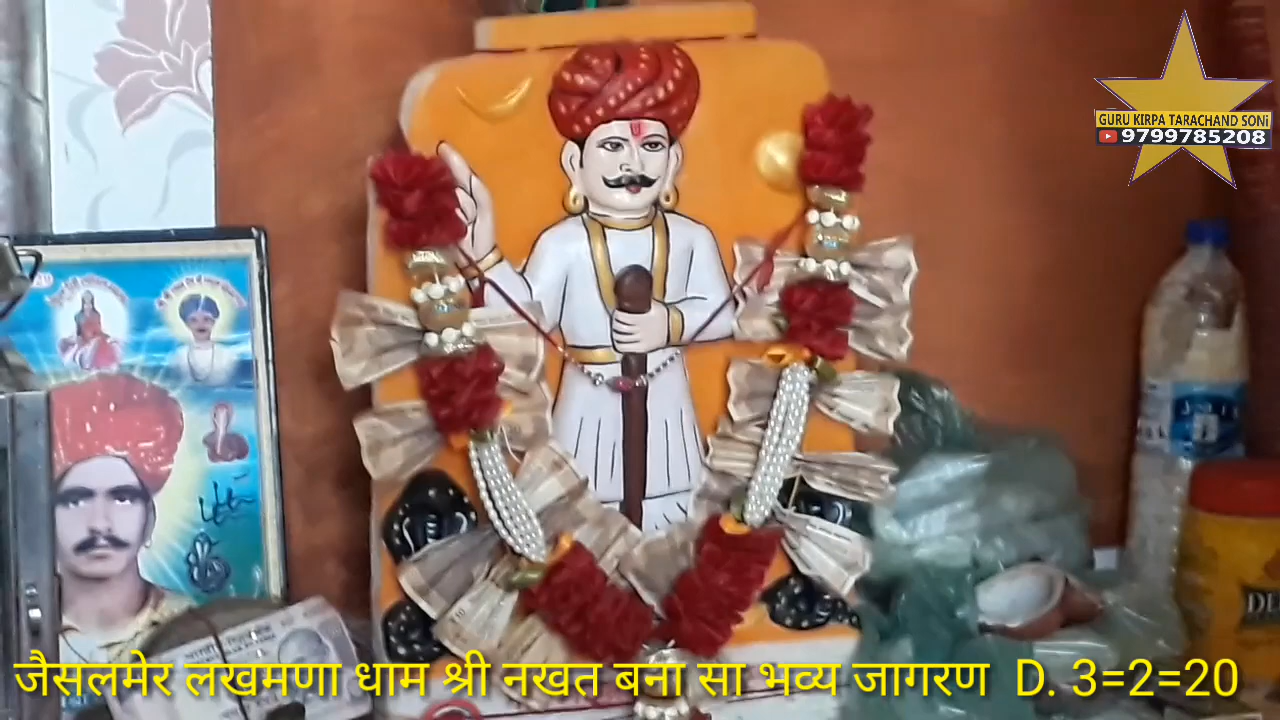 GURU KIRPA TARACHAND SONI
9799785208
जैसलमेर लखमणा धाम श्री नखत बना सा भव्य जागरण D. 3=2=20